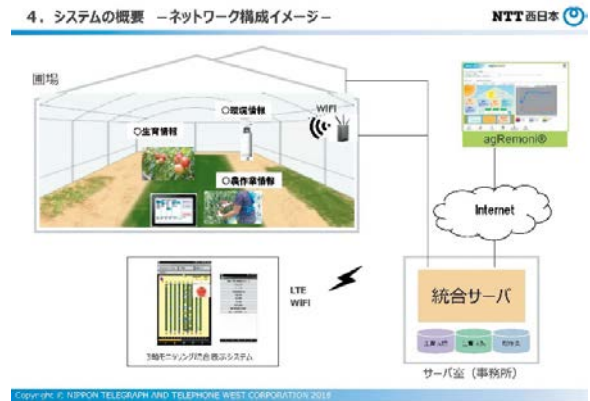 4．システムの概要 －ネットワーク構成イメージ－
NTT西日本
圃場
○環境情報
WiFi
○生育情報
○農作業情報
agRemoni®
Internet
LTE
WiFi
統合サーバ
サーバ室（事務所）
Copyright © NIPPON TELEGRAPH AND TELEPHONE WEST CORPORATION 2018